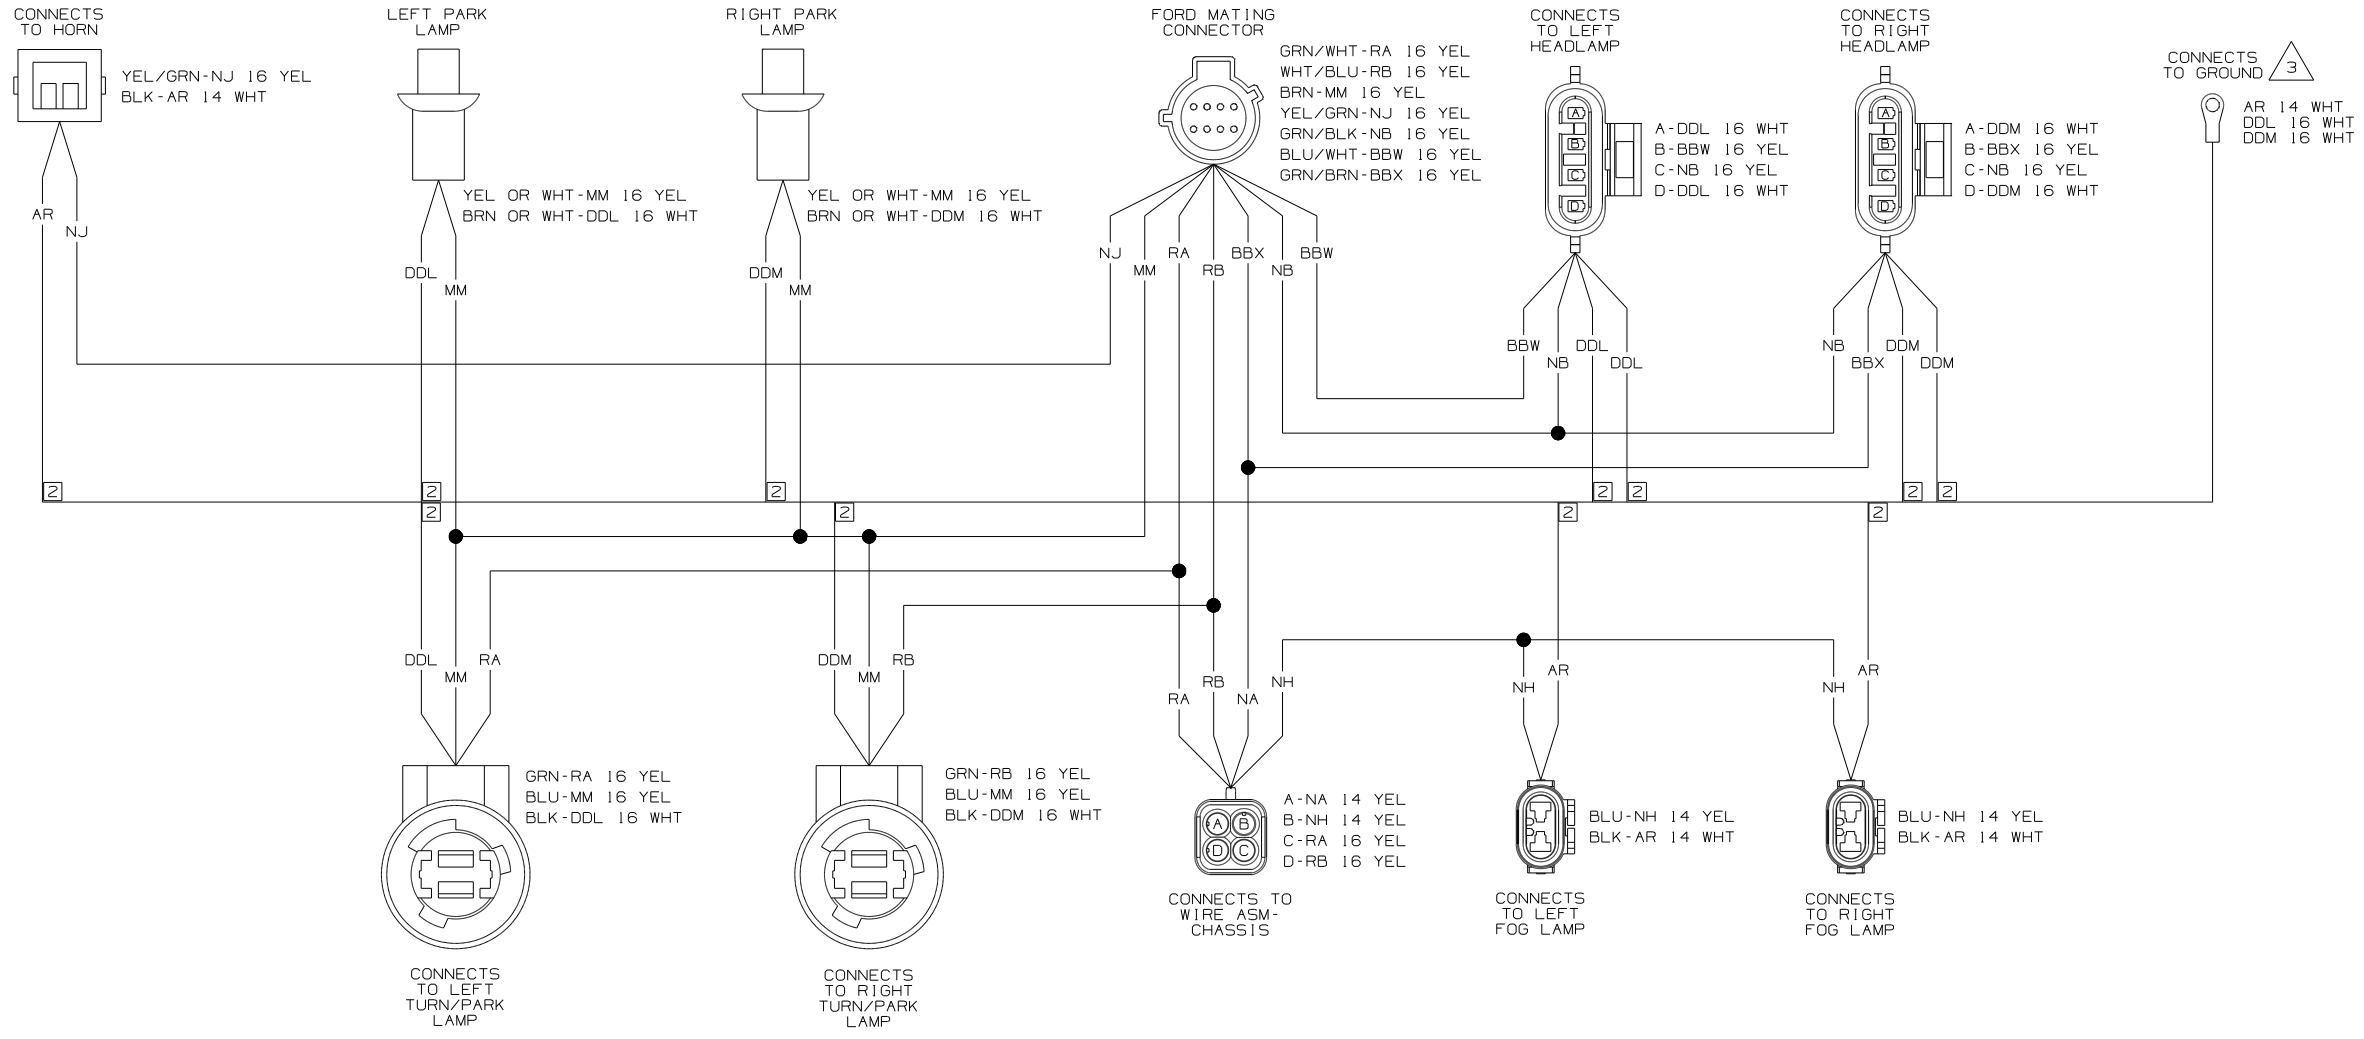 CONNECTS
TO HORN
YEL/GRN-NJ 16 YEL
BLK-AR 14 WHT
AR
NJ
LEFT PARK
LAMP
YEL OR WHT-MM 16 YEL
BRN OR WHT-DDL 16 WHT
DDL
MM
RIGHT PARK
LAMP
YEL OR WHT-MM 16 YEL
BRN OR WHT-DDM 16 WHT
DDM
MM
FORD MATING
CONNECTOR
GRN/WHT-RA 16 YEL
WHT/BLU-RB 16 YEL
BRN-MM 16 YEL
YEL/GRN-NJ 16 YEL
GRN/BLK-NB 16 YEL
BLU/WHT-BBW 16 YEL
GRN/BRN-BBX 16 YEL
NJ
MM
RA
RB
BBX
NB
BBW
CONNECTS
TO LEFT
HEADLAMP
A
B
C
D
A-DDL 16 WHT
B-BBW 16 YEL
C-NB 16 YEL
D-DDL 16 WHT
BBW
NB
DDL
DDL
CONNECTS
TO RIGHT
HEADLAMP
A
B
C
D
A-DDM 16 WHT
B-BBX 16 YEL
C-NB 16 YEL
D-DDM 16 WHT
NB
BBX
DDM
DDM
CONNECTS
TO GROUND
3
AR 14 WHT
DDL 16 WHT
DDM 16 WHT
2
2
2
2
2
2
2
2
2
2
2
DDL
MM
RA
GRN-RA 16 YEL
BLU-MM 16 YEL
BLK-DDL 16 WHT
CONNECTS
TO LEFT
TURN/PARK
LAMP
DDM
MM
RB
GRN-RB 16 YEL
BLU-MM 16 YEL
BLK-DDM 16 WHT
CONNECTS
TO RIGHT
TURN/PARK
LAMP
RA
RB
NA
NH
A
B
D
C
A-NA 14 YEL
B-NH 14 YEL
C-RA 16 YEL
D-RB 16 YEL
CONNECTS TO
WIRE ASM-
CHASSIS
NH
AR
BLU-NH 14 YEL
BLK-AR 14 WHT
CONNECTS
TO LEFT
FOG LAMP
NH
AR
BLU-NH 14 YEL
BLK-AR 14 WHT
CONNECTS
TO RIGHT
FOG LAMP